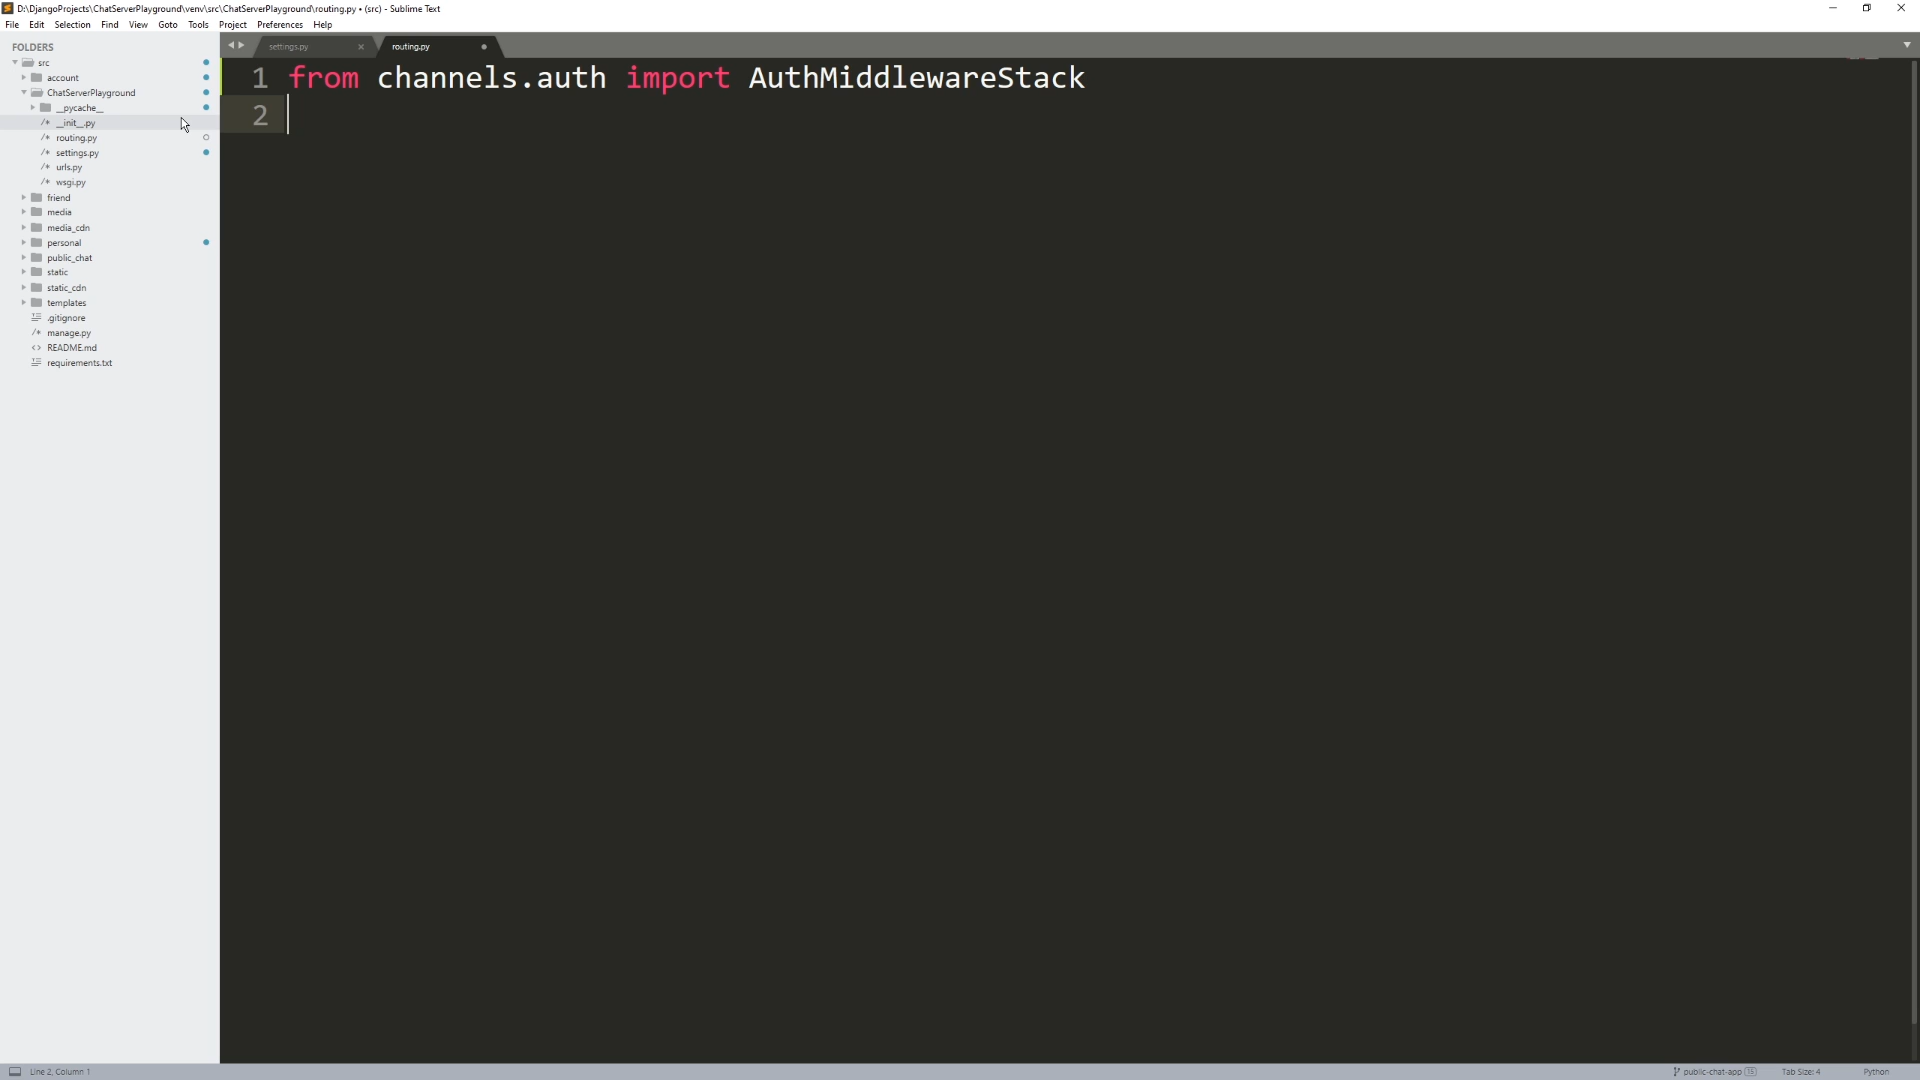 D:\DjangoProjects\ChatServerPlayground\venv\src\ChatServerPlayground\routing.py • (src) - Sublime Text
File Edit Selection Find View Goto Tools Project Preferences Help
FOLDERS
src
account
ChatServerPlayground
__pycache__
/* __init__.py
/* routing.py
/* settings.py
/* urls.py
/* wsgi.py
friend
media
media_cdn
personal
public_chat
static
static_cdn
templates
.gitignore
/* manage.py
<> README.md
requirements.txt
settings.py
routing.py
1 from channels.auth import AuthMiddlewareStack
2
Line 2, Column 1
public-chat-app 15
Tab Size: 4
Python